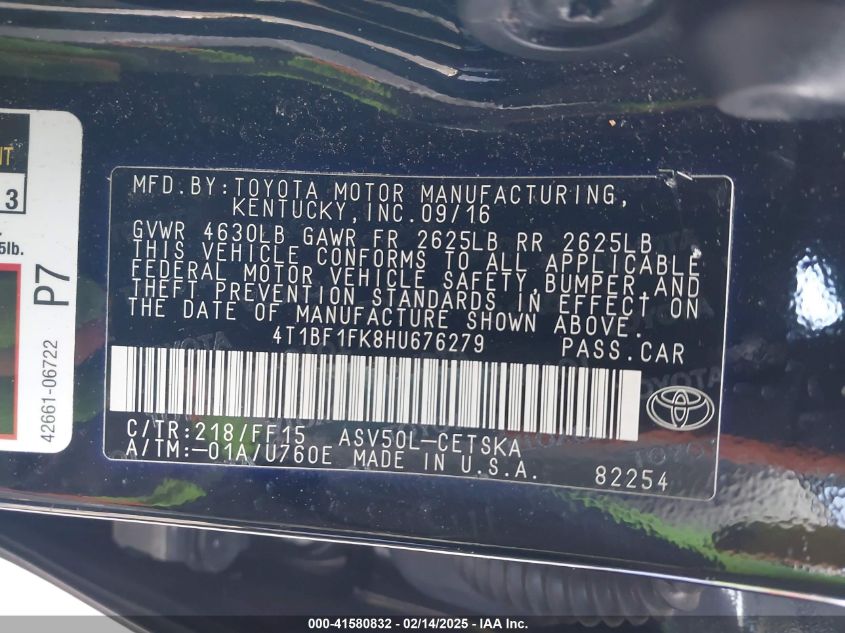 MFD.BY:TOYOTA MOTOR MANUFACTURING,
KENTUCKY,INC.09/16
GVWR 4630LB GAWR FR 2625LB RR 2625LB
THIS VEHICLE CONFORMS TO ALL APPLICABLE
FEDERAL MOTOR VEHICLE SAFETY,BUMPER,AND
THEFT PREVENTION STANDARDS IN EFFECT ON
THE DATE OF MANUFACTURE SHOWN ABOVE.
4T1BF1FK8HU676279 PASS.CAR
C/TR:218/FF15 ASV50L-CETSKA
A/TM:-01A/U760E MADE IN U.S.A.
82254
3
5lb.
P7
42661-06722
000-41580832 - 02/14/2025 - IAA Inc.